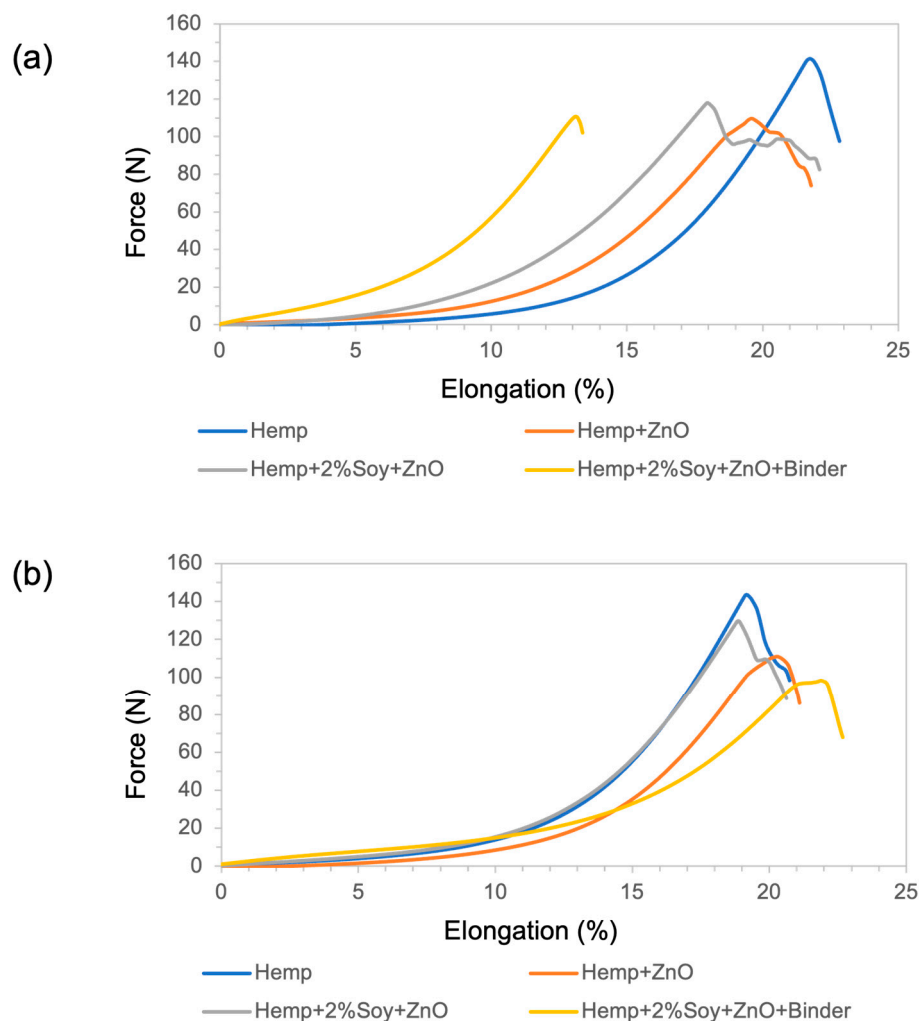 (a)
160
140
120
100
80
60
40
20
0
Force (N)
0 5 10 15 20 25
Elongation (%)
Hemp Hemp+ZnO
Hemp+2%Soy+ZnO Hemp+2%Soy+ZnO+Binder
(b)
160
140
120
100
80
60
40
20
0
Force (N)
0 5 10 15 20 25
Elongation (%)
Hemp Hemp+ZnO
Hemp+2%Soy+ZnO Hemp+2%Soy+ZnO+Binder